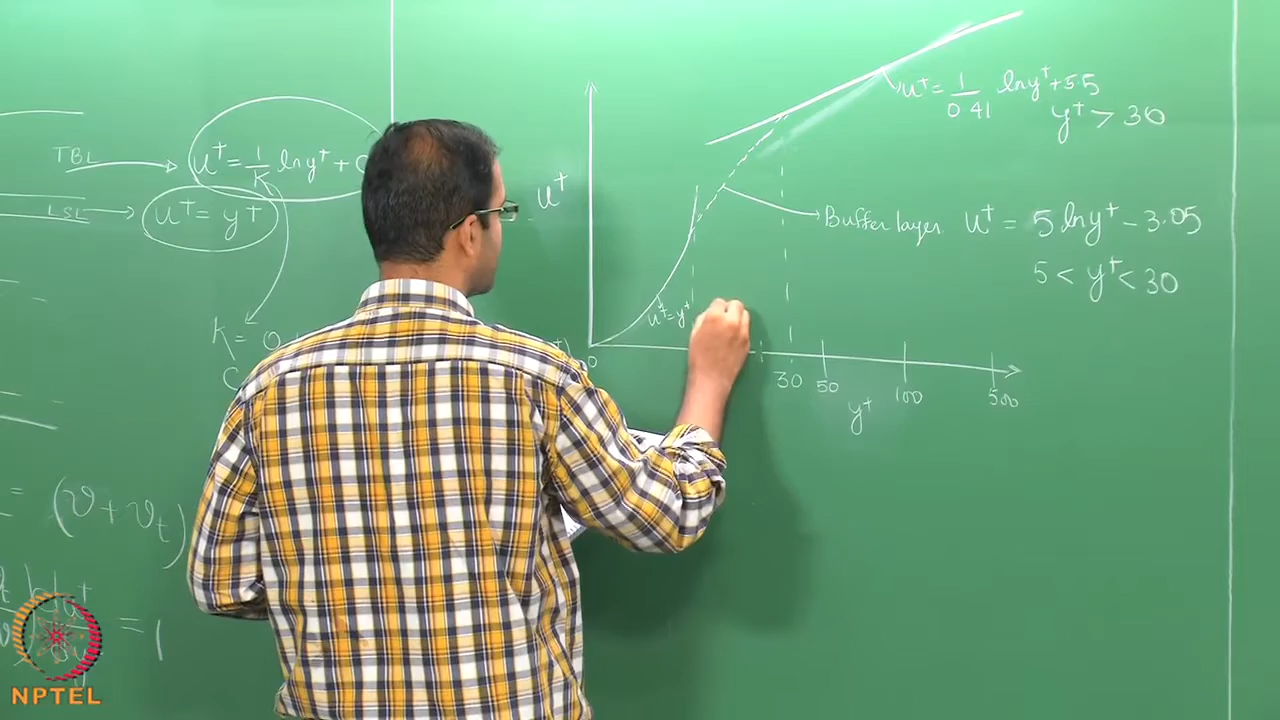 TBL
u⁺ = 1/K ln y⁺ +
LSL
u⁺ = y⁺
K =
C
= (ν + ν_t)
= 1
u⁺
u⁺ = 1/0.41 ln y⁺ + 5.5
y⁺ > 30
Buffer layer u⁺ = 5 ln y⁺ - 3.05
5 < y⁺ < 30
u⁺ = y⁺
0
30 50 100 500
y⁺
NPTEL